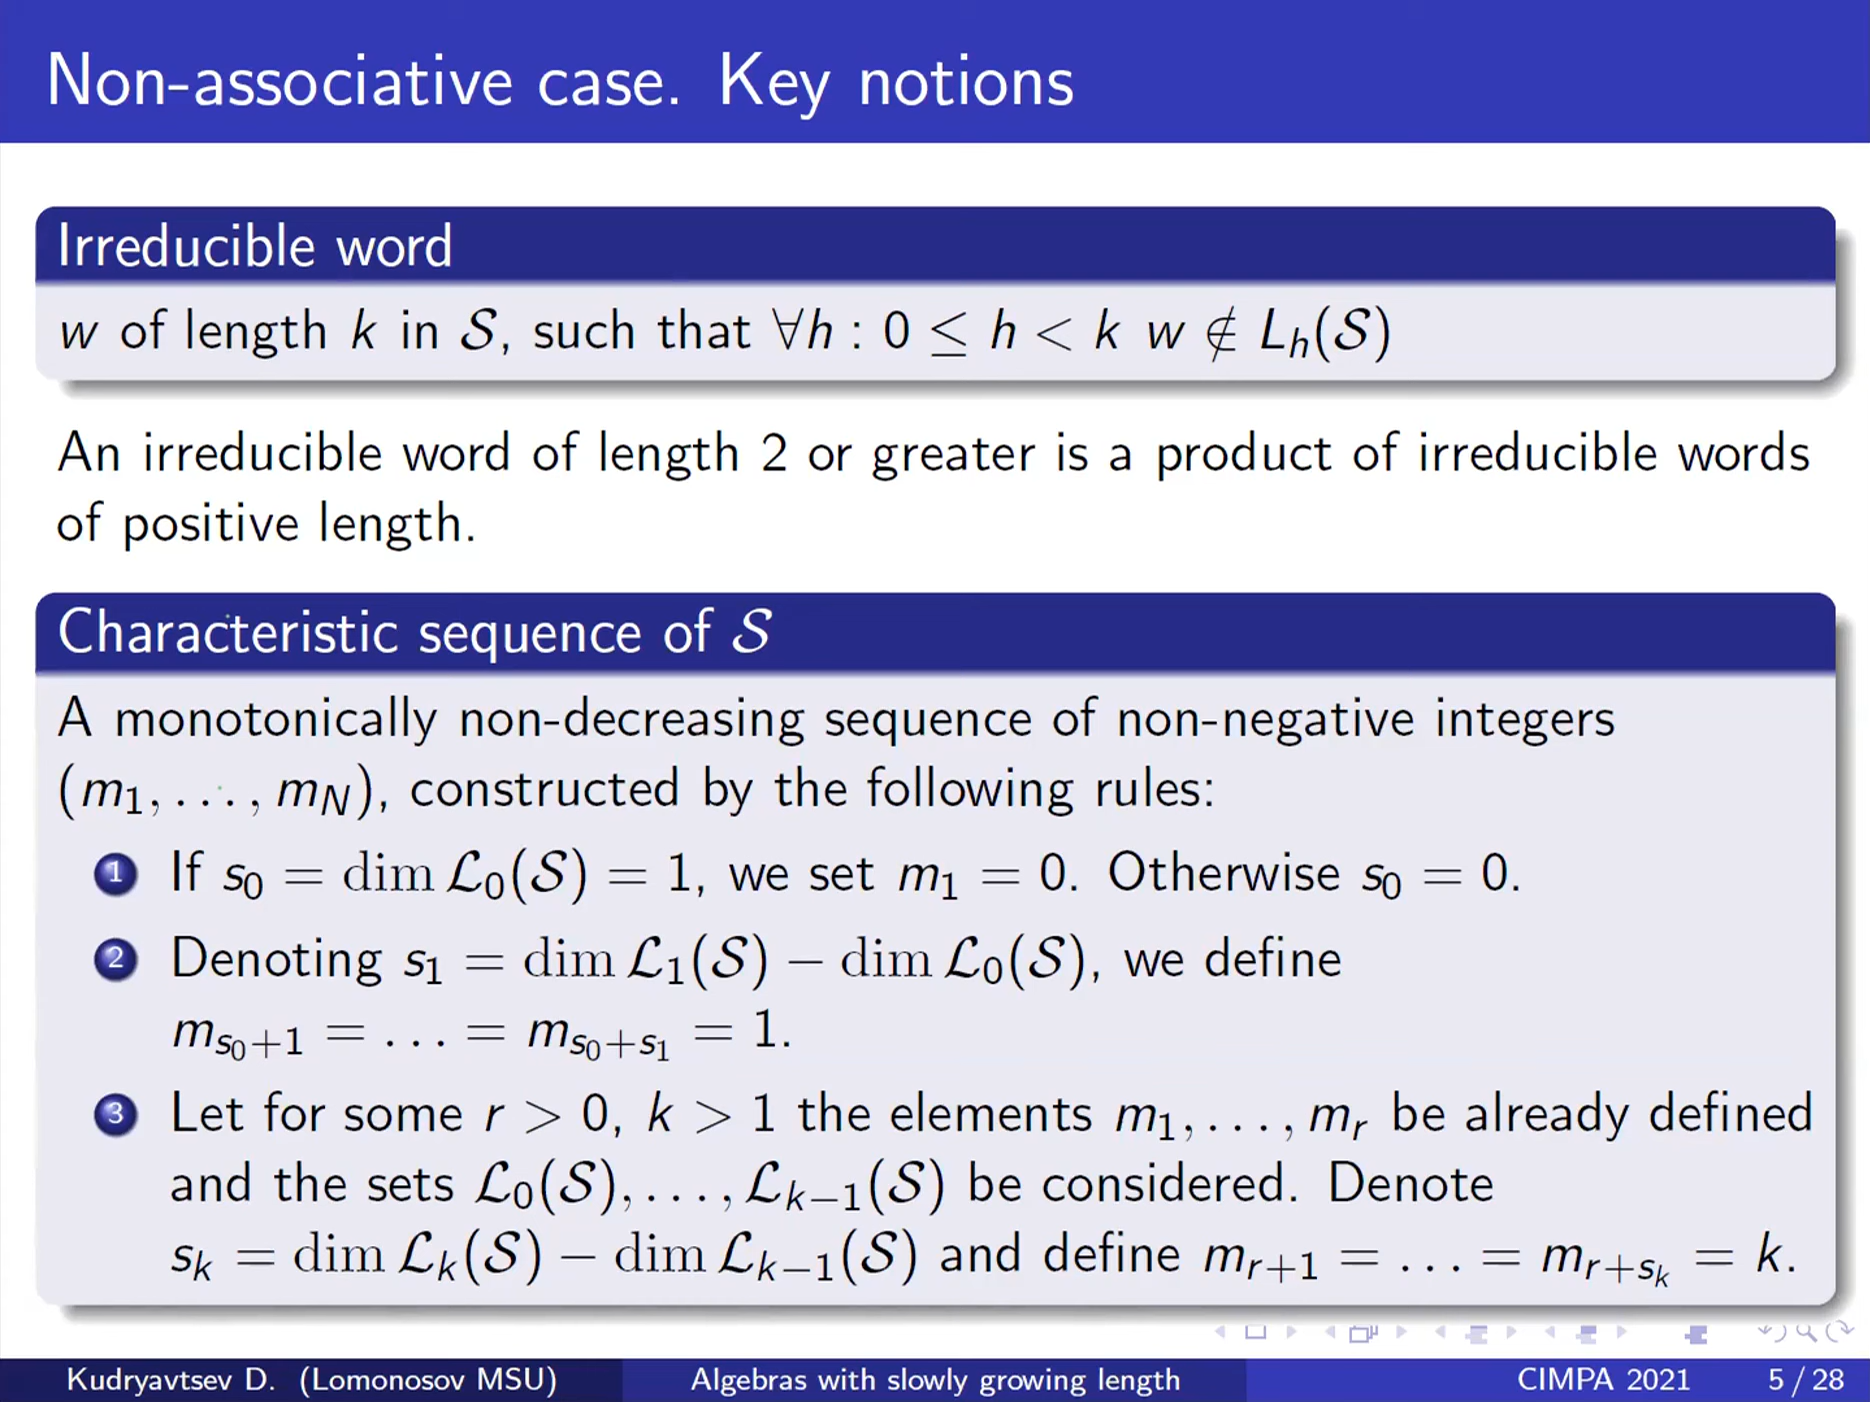 Non-associative case. Key notions
Irreducible word
w of length k in 𝒮, such that ∀h : 0 ≤ h < k w ∉ L_h(𝒮)
An irreducible word of length 2 or greater is a product of irreducible words
of positive length.
Characteristic sequence of 𝒮
A monotonically non-decreasing sequence of non-negative integers
(m_1, . . . , m_N), constructed by the following rules:
1 If s_0 = dim ℒ_0(𝒮) = 1, we set m_1 = 0. Otherwise s_0 = 0.
2 Denoting s_1 = dim ℒ_1(𝒮) − dim ℒ_0(𝒮), we define
m_{s_0+1} = . . . = m_{s_0+s_1} = 1.
3 Let for some r > 0, k > 1 the elements m_1, . . . , m_r be already defined
and the sets ℒ_0(𝒮), . . . , ℒ_{k−1}(𝒮) be considered. Denote
s_k = dim ℒ_k(𝒮) − dim ℒ_{k−1}(𝒮) and define m_{r+1} = . . . = m_{r+s_k} = k.
Kudryavtsev D. (Lomonosov MSU) Algebras with slowly growing length CIMPA 2021 5 / 28